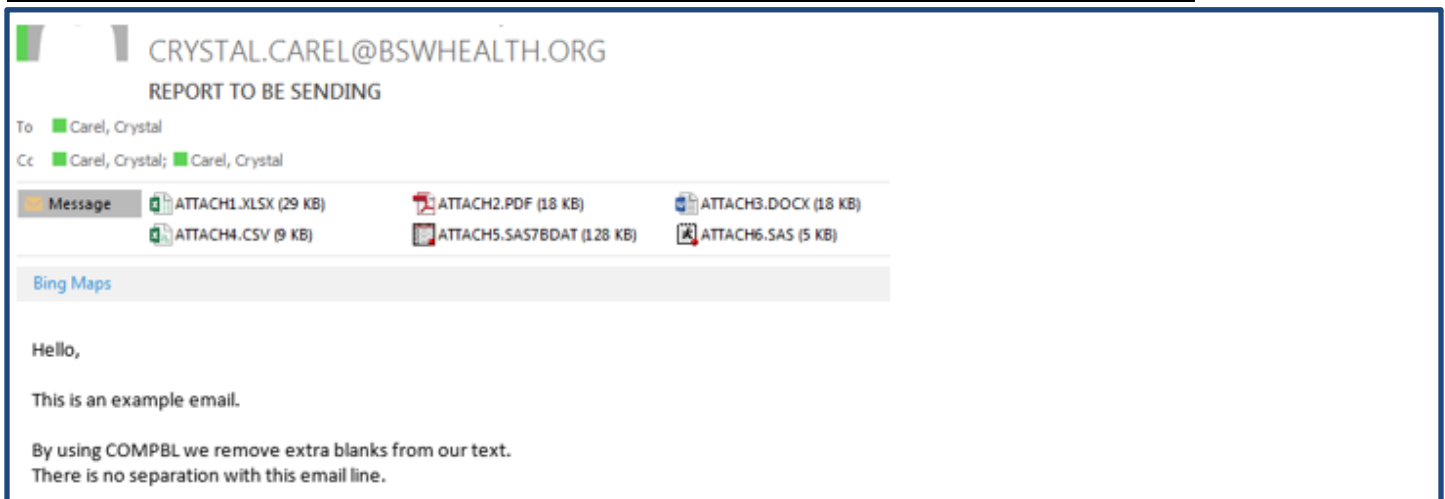 CRYSTAL.CAREL@BSWHEALTH.ORG
REPORT TO BE SENDING
To Carel, Crystal
Cc Carel, Crystal; Carel, Crystal
Message ATTACH1.XLSX (29 KB) ATTACH2.PDF (18 KB) ATTACH3.DOCX (18 KB)
ATTACH4.CSV (9 KB) ATTACH5.SAS7BDAT (128 KB) ATTACH6.SAS (5 KB)
Bing Maps
Hello,
This is an example email.
By using COMPBL we remove extra blanks from our text.
There is no separation with this email line.